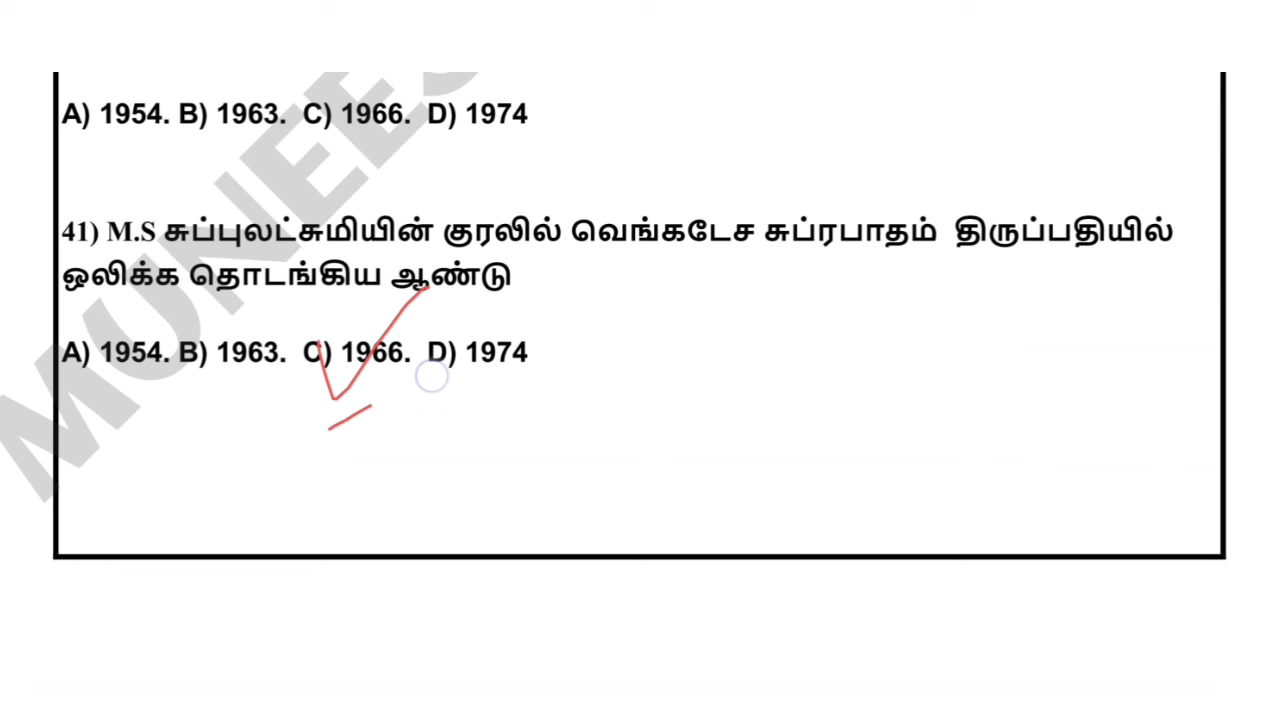 A) 1954. B) 1963.  C) 1966.  D) 1974
41) M.S சுப்புலட்சுமியின் குரலில் வெங்கடேச சுப்ரபாதம்  திருப்பதியில்
ஒலிக்க தொடங்கிய ஆண்டு
A) 1954. B) 1963.  C) 1966.  D) 1974